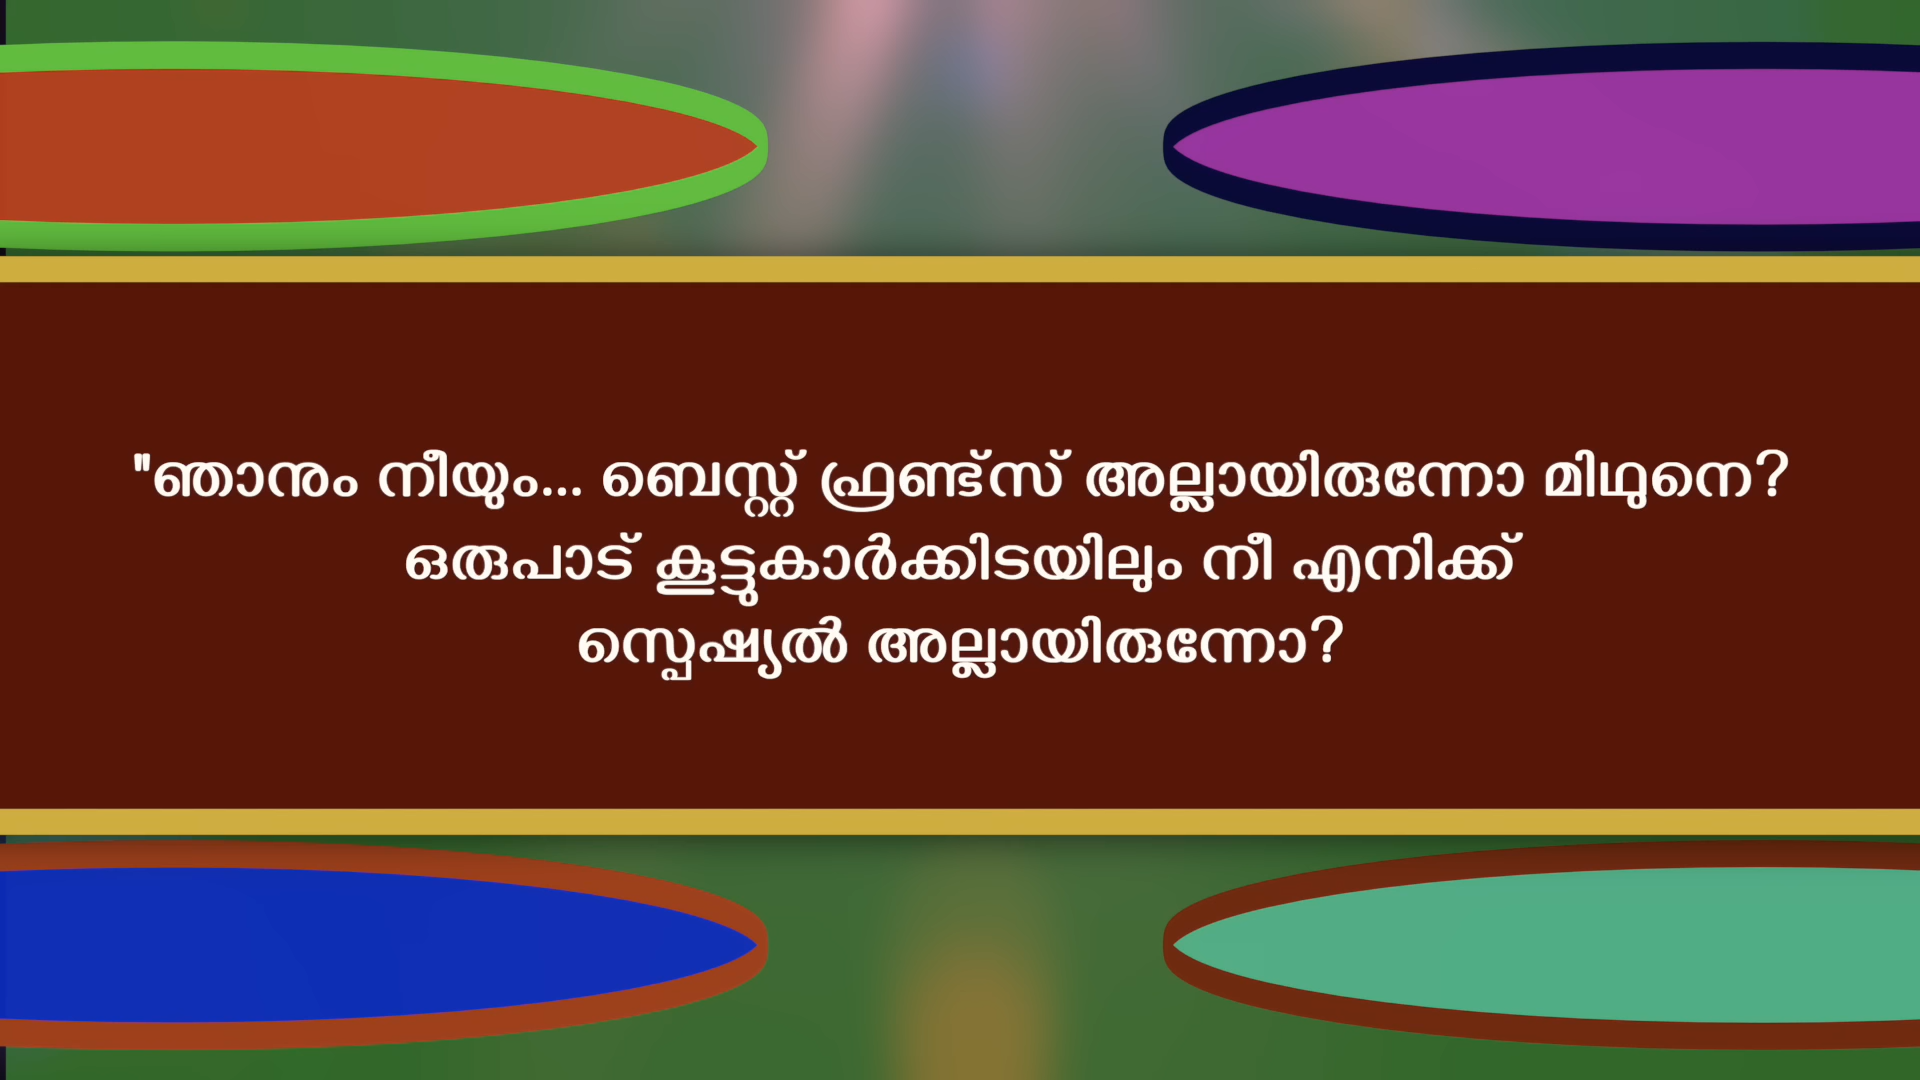 "ഞാനും നീയും... ബെസ്റ്റ് ഫ്രണ്ട്സ് അല്ലായിരുന്നോ മിഥുനെ?
ഒരുപാട് കൂട്ടുകാർക്കിടയിലും നീ എനിക്ക്
സ്പെഷ്യൽ അല്ലായിരുന്നോ?